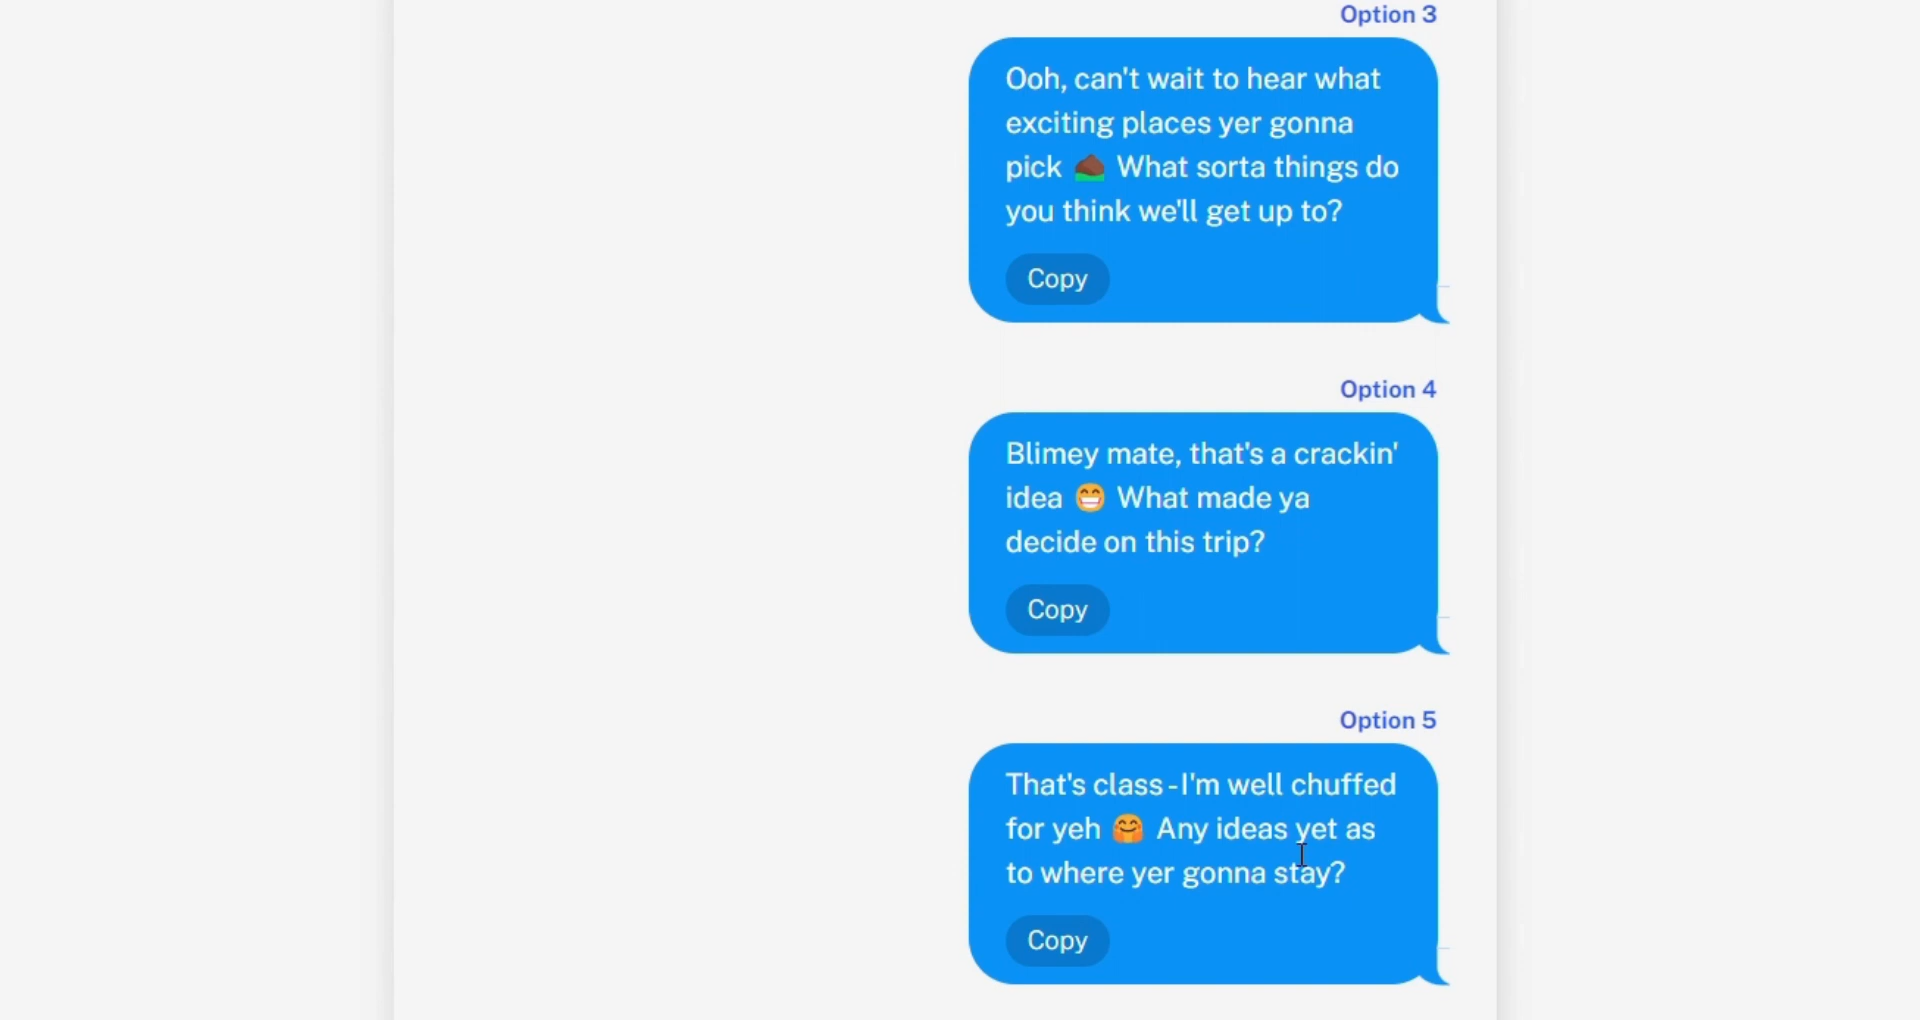 Option 3
Ooh, can't wait to hear what
exciting places yer gonna
pick ⛰️ What sorta things do
you think we'll get up to?
Copy
Option 4
Blimey mate, that's a crackin'
idea 😁 What made ya
decide on this trip?
Copy
Option 5
That's class - I'm well chuffed
for yeh 🤗 Any ideas yet as
to where yer gonna stay?
Copy